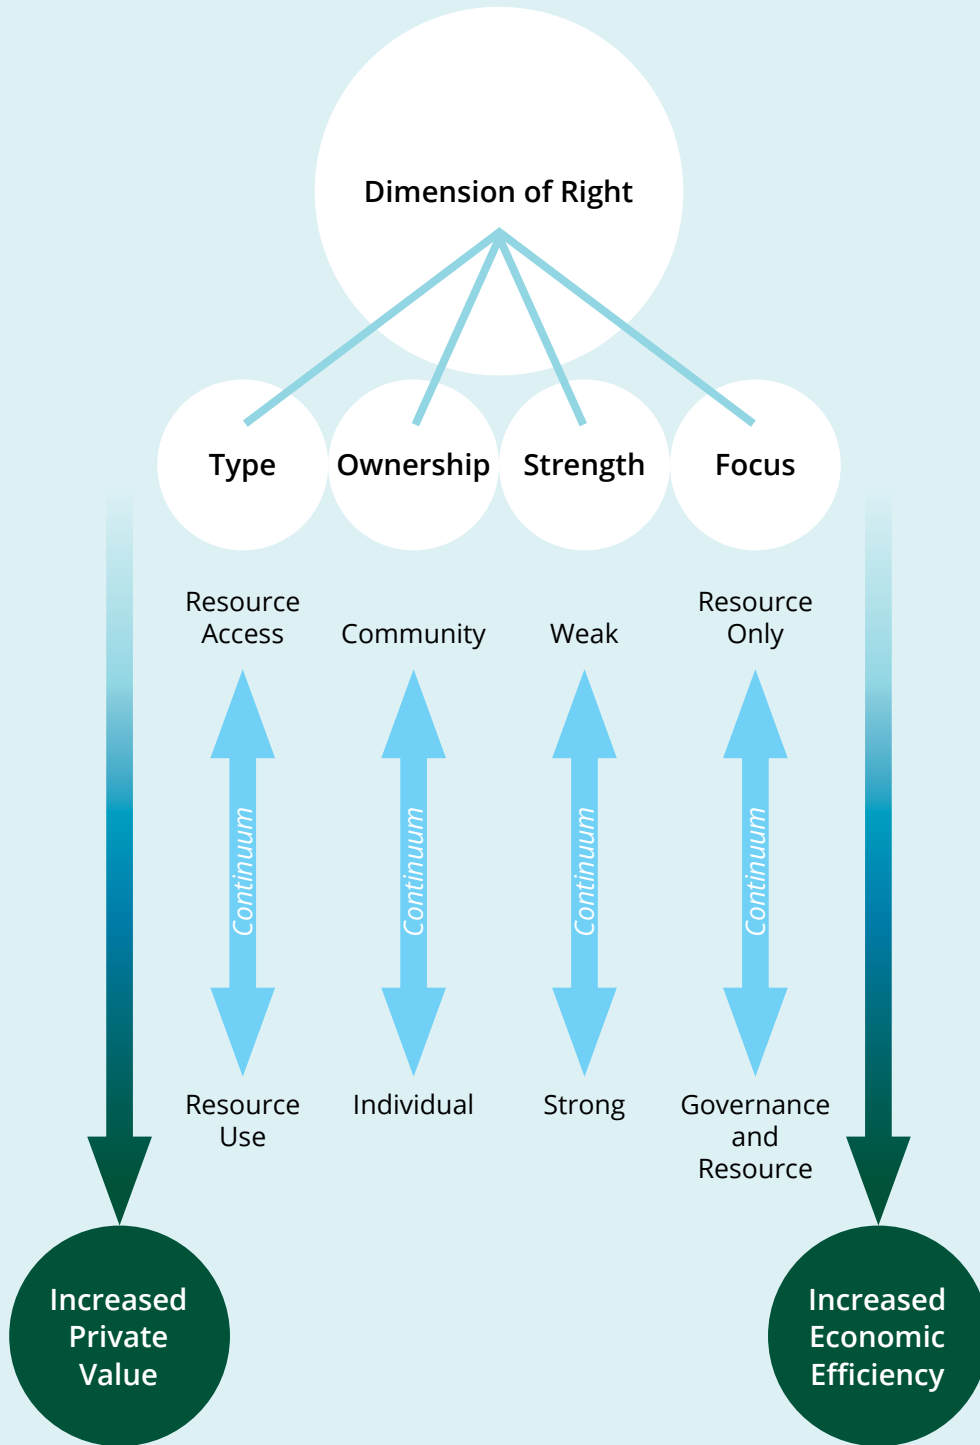 Dimension of Right
Type
Ownership
Strength
Focus
Resource
Access
Community
Weak
Resource
Only
Continuum
Continuum
Continuum
Continuum
Resource
Use
Individual
Strong
Governance
and
Resource
Increased
Private
Value
Increased
Economic
Efficiency